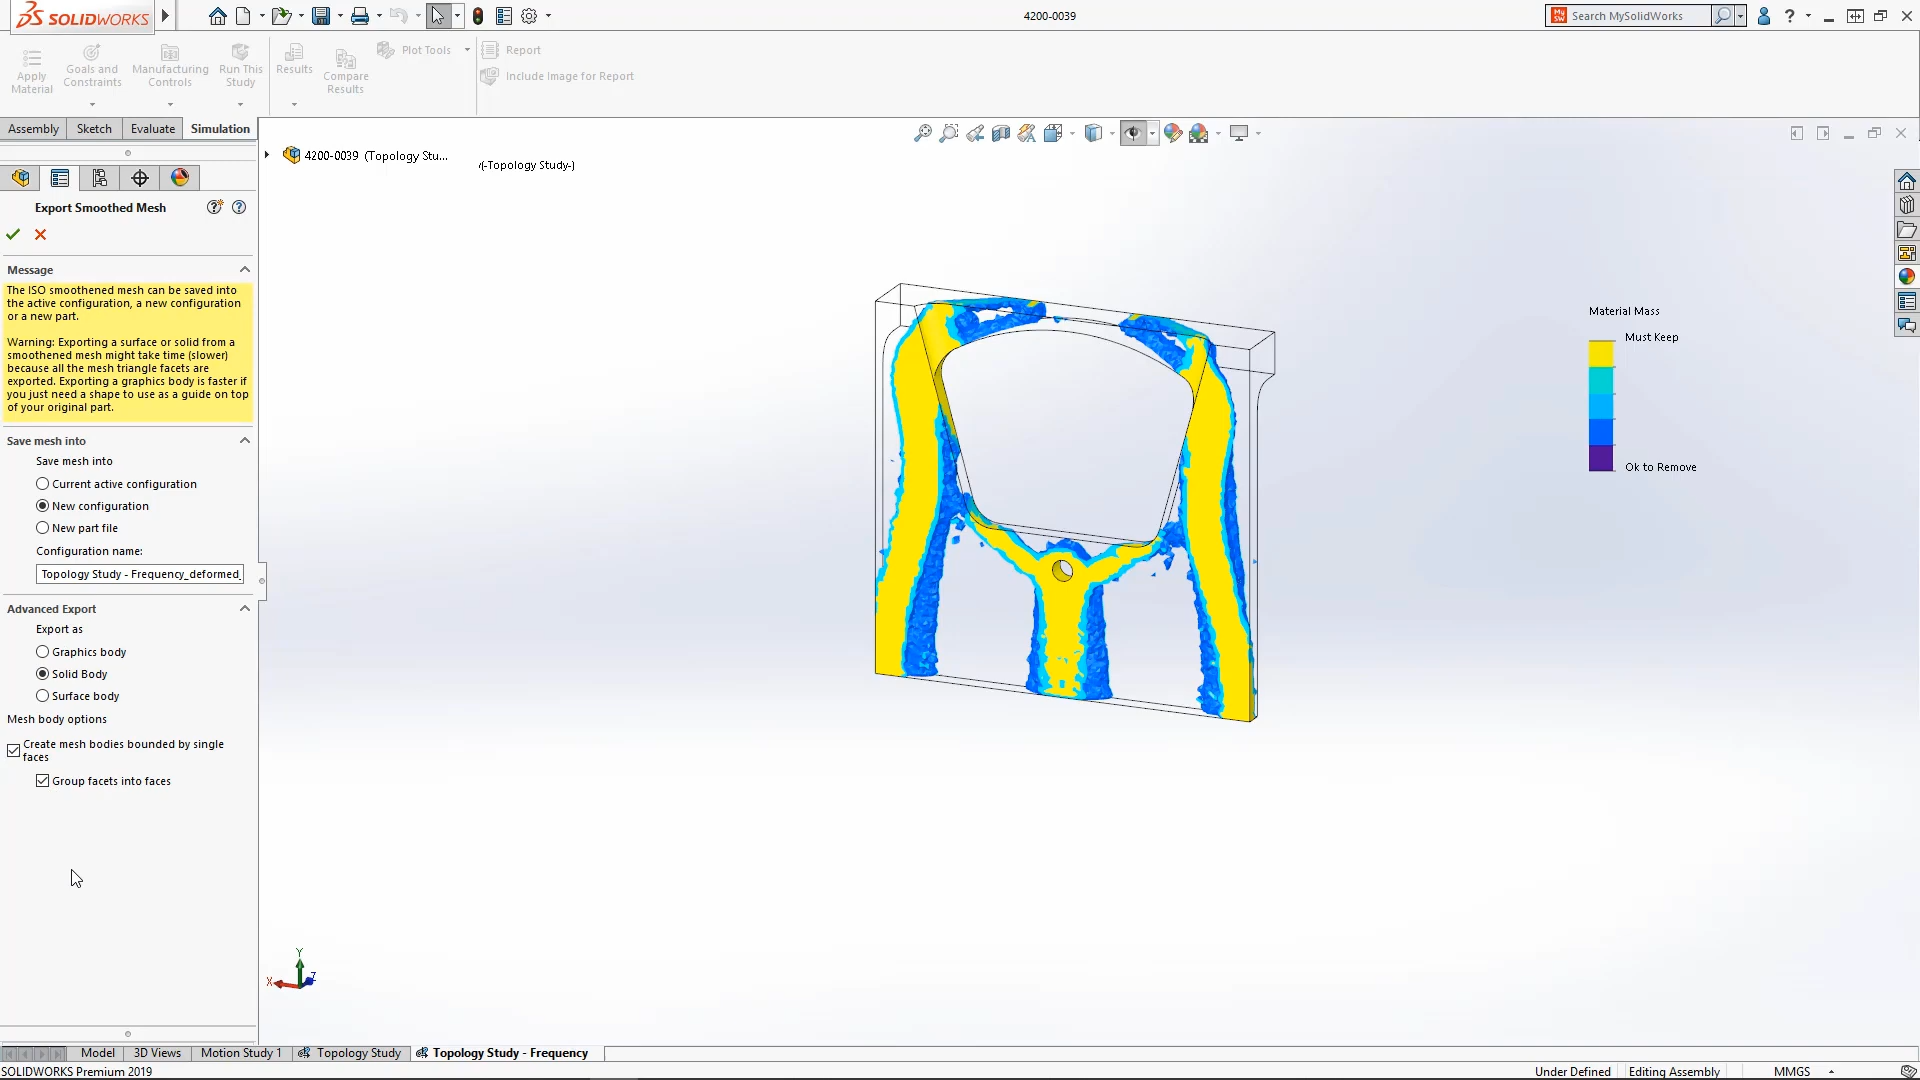 SOLIDWORKS
4200-0039
Search MySolidWorks
Apply Material
Goals and Constraints
Manufacturing Controls
Run This Study
Results
Compare Results
Plot Tools
Report
Include Image for Report
Assembly
Sketch
Evaluate
Simulation
4200-0039 (Topology Stu...
(-Topology Study-)
Export Smoothed Mesh
Message
The ISO smoothened mesh can be saved into
the active configuration, a new configuration
or a new part.
Warning: Exporting a surface or solid from a
smoothened mesh might take time (slower)
because all the mesh triangle facets are
exported. Exporting a graphics body is faster if
you just need a shape to use as a guide on top
of your original part.
Save mesh into
Save mesh into
Current active configuration
New configuration
New part file
Configuration name:
Topology Study - Frequency_deformed_
Advanced Export
Export as
Graphics body
Solid Body
Surface body
Mesh body options
Create mesh bodies bounded by single
faces
Group facets into faces
Material Mass
Must Keep
Ok to Remove
Y
X
Z
Model
3D Views
Motion Study 1
Topology Study
Topology Study - Frequency
SOLIDWORKS Premium 2019
Under Defined
Editing Assembly
MMGS